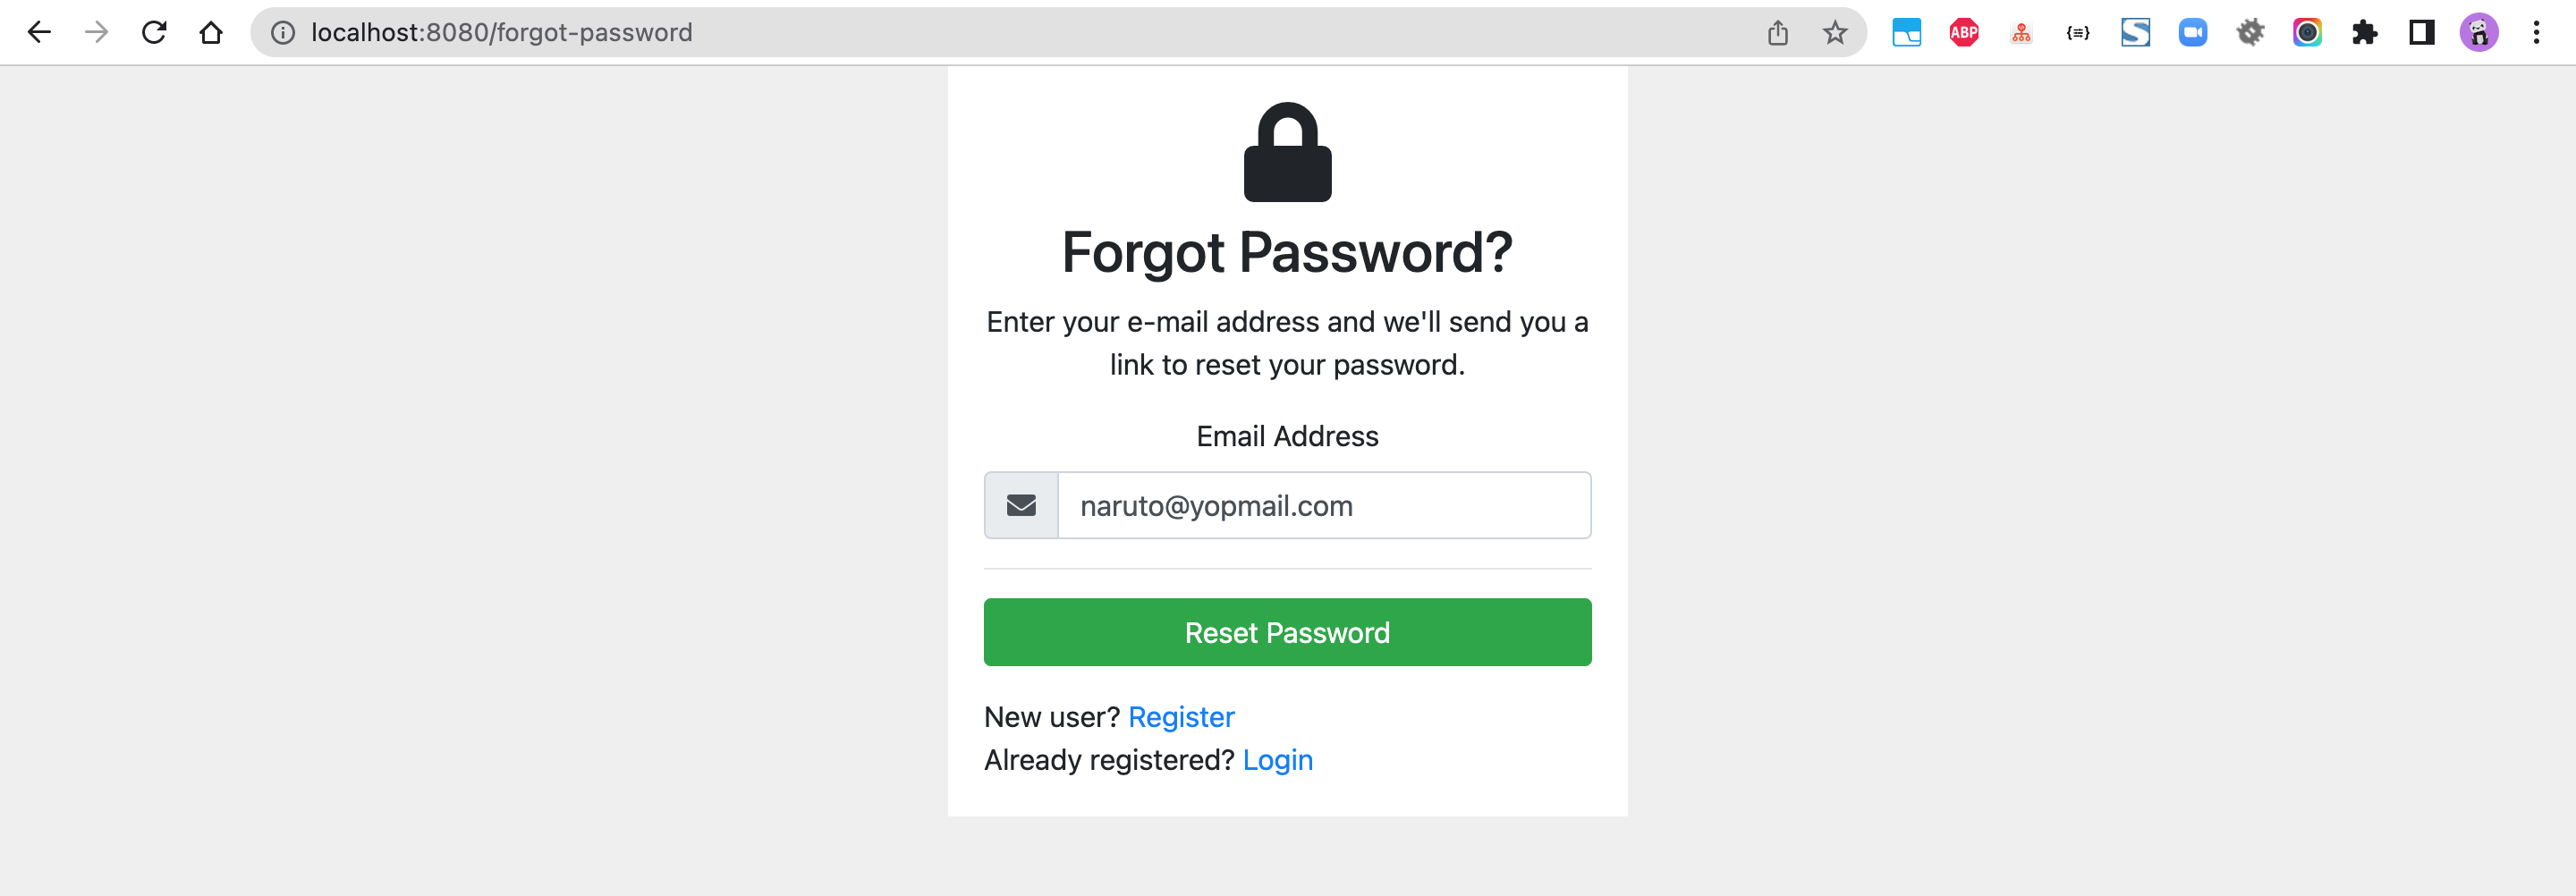 localhost:8080/forgot-password
ABP
{≡}
S
Forgot Password?
Enter your e-mail address and we'll send you a
link to reset your password.
Email Address
naruto@yopmail.com
Reset Password
New user? Register
Already registered? Login